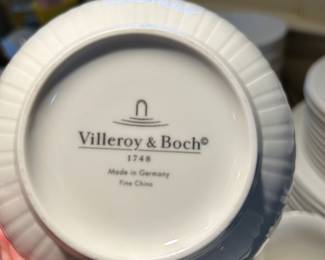 Villeroy & Boch©
1748
Made in Germany
Fine China